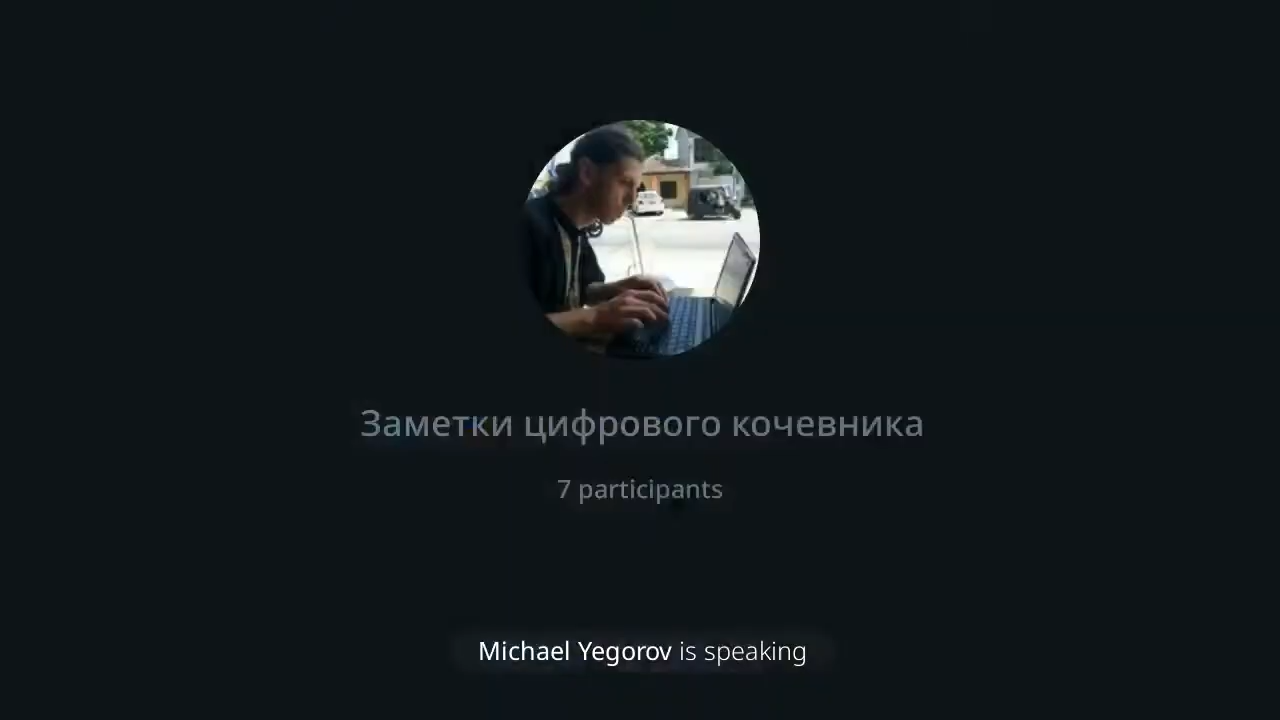 Заметки цифрового кочевника
7 participants
Michael Yegorov is speaking